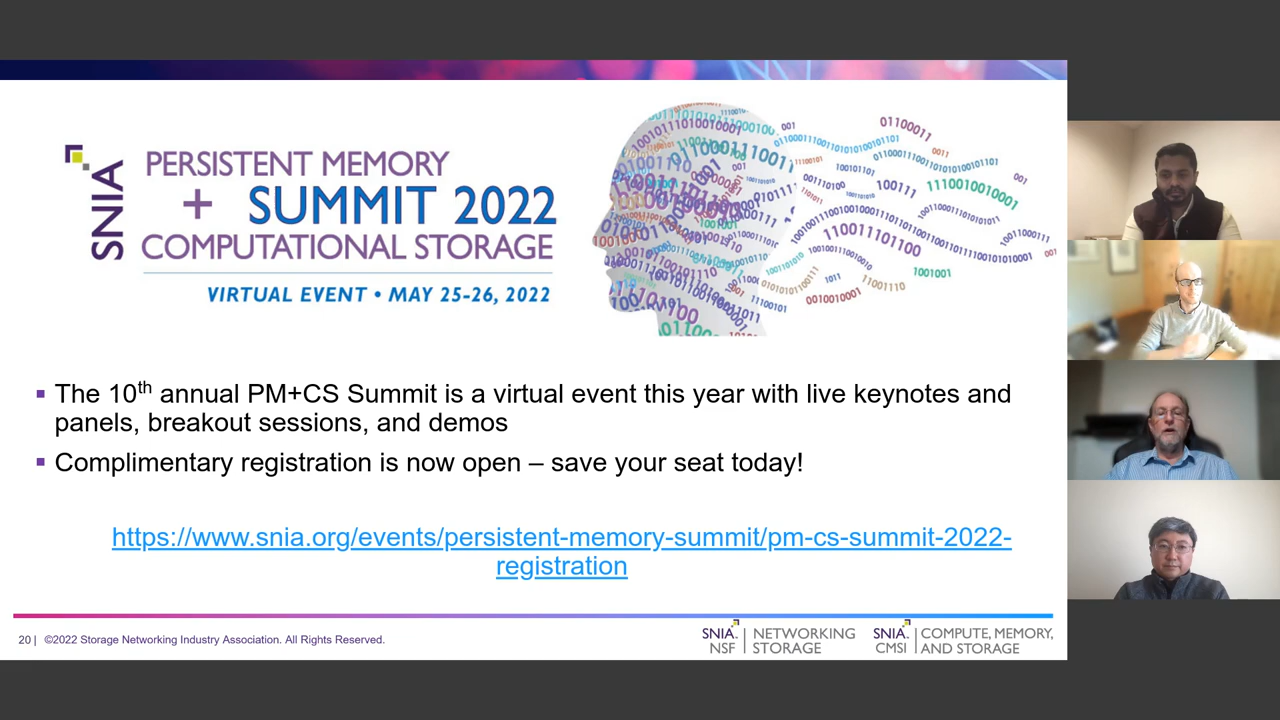 SNIA
PERSISTENT MEMORY
+ SUMMIT 2022
COMPUTATIONAL STORAGE
VIRTUAL EVENT • MAY 25-26, 2022
▪ The 10th annual PM+CS Summit is a virtual event this year with live keynotes and
panels, breakout sessions, and demos
▪ Complimentary registration is now open – save your seat today!
https://www.snia.org/events/persistent-memory-summit/pm-cs-summit-2022-
registration
20 | ©2022 Storage Networking Industry Association. All Rights Reserved.
SNIA. | NETWORKING
NSF | STORAGE
SNIA. | COMPUTE, MEMORY,
CMSI | AND STORAGE